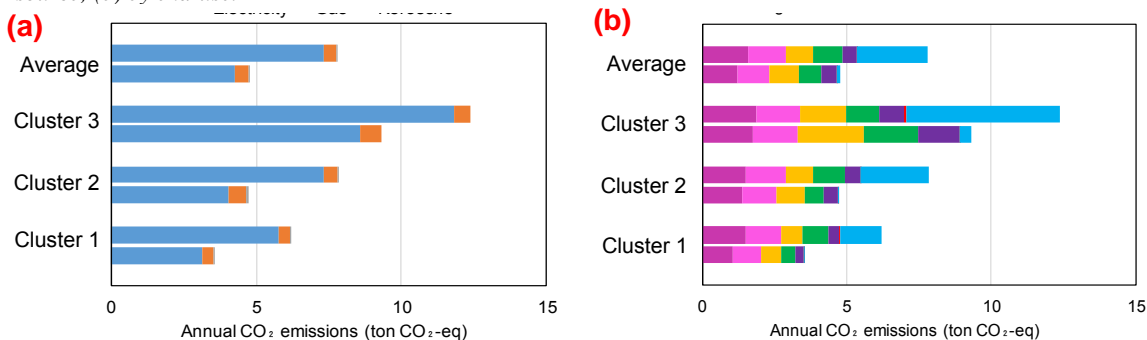 (a)
Average
Cluster 3
Cluster 2
Cluster 1
0 5 10 15
Annual CO₂ emissions (ton CO₂-eq)
(b)
Average
Cluster 3
Cluster 2
Cluster 1
0 5 10 15
Annual CO₂ emissions (ton CO₂-eq)